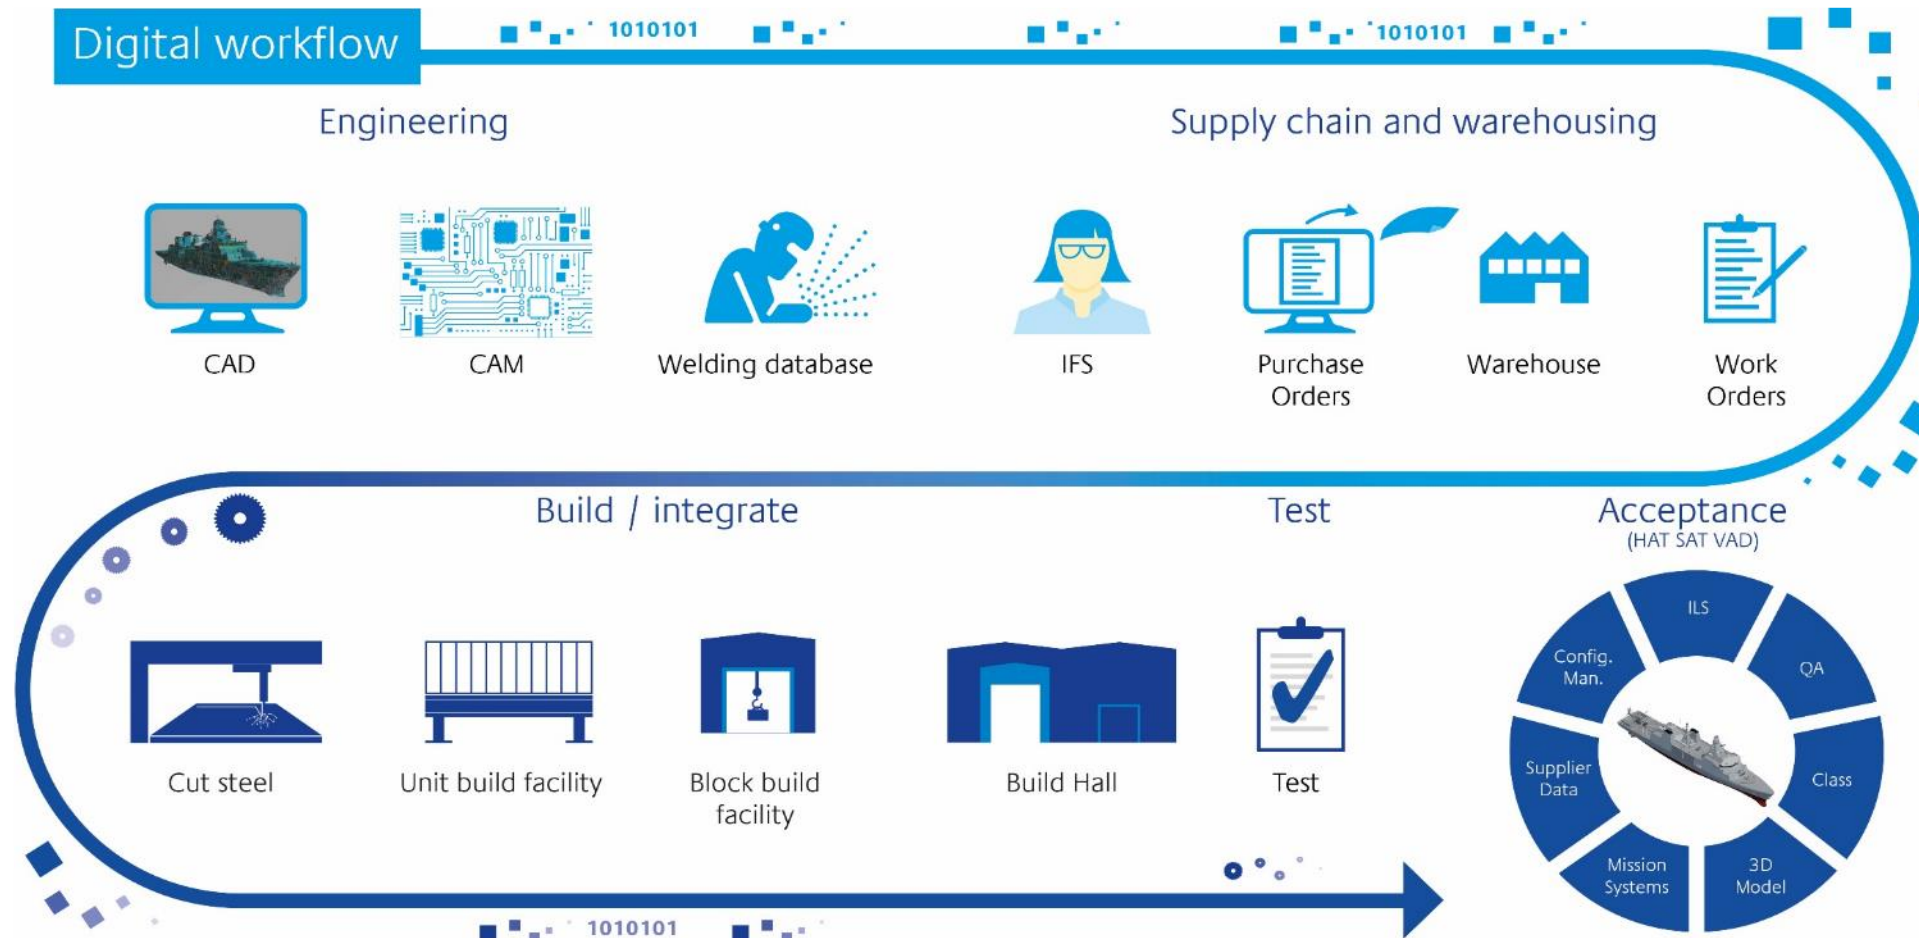 Digital workflow
1010101
1010101
Engineering
Supply chain and warehousing
CAD
CAM
Welding database
IFS
Purchase
Orders
Warehouse
Work
Orders
Build / integrate
Test
Acceptance
(HAT SAT VAD)
Cut steel
Unit build facility
Block build
facility
Build Hall
Test
ILS
QA
Class
3D
Model
Mission
Systems
Supplier
Data
Config.
Man.
1010101